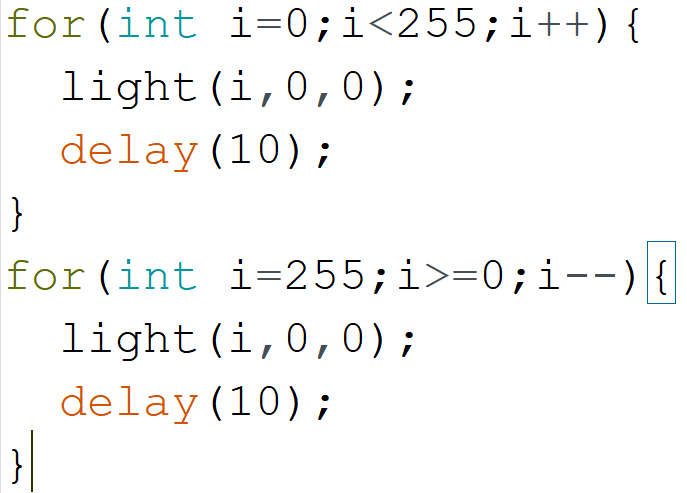 for(int i=0;i<255;i++){
  light(i,0,0);
  delay(10);
}
for(int i=255;i>=0;i--){
  light(i,0,0);
  delay(10);
}